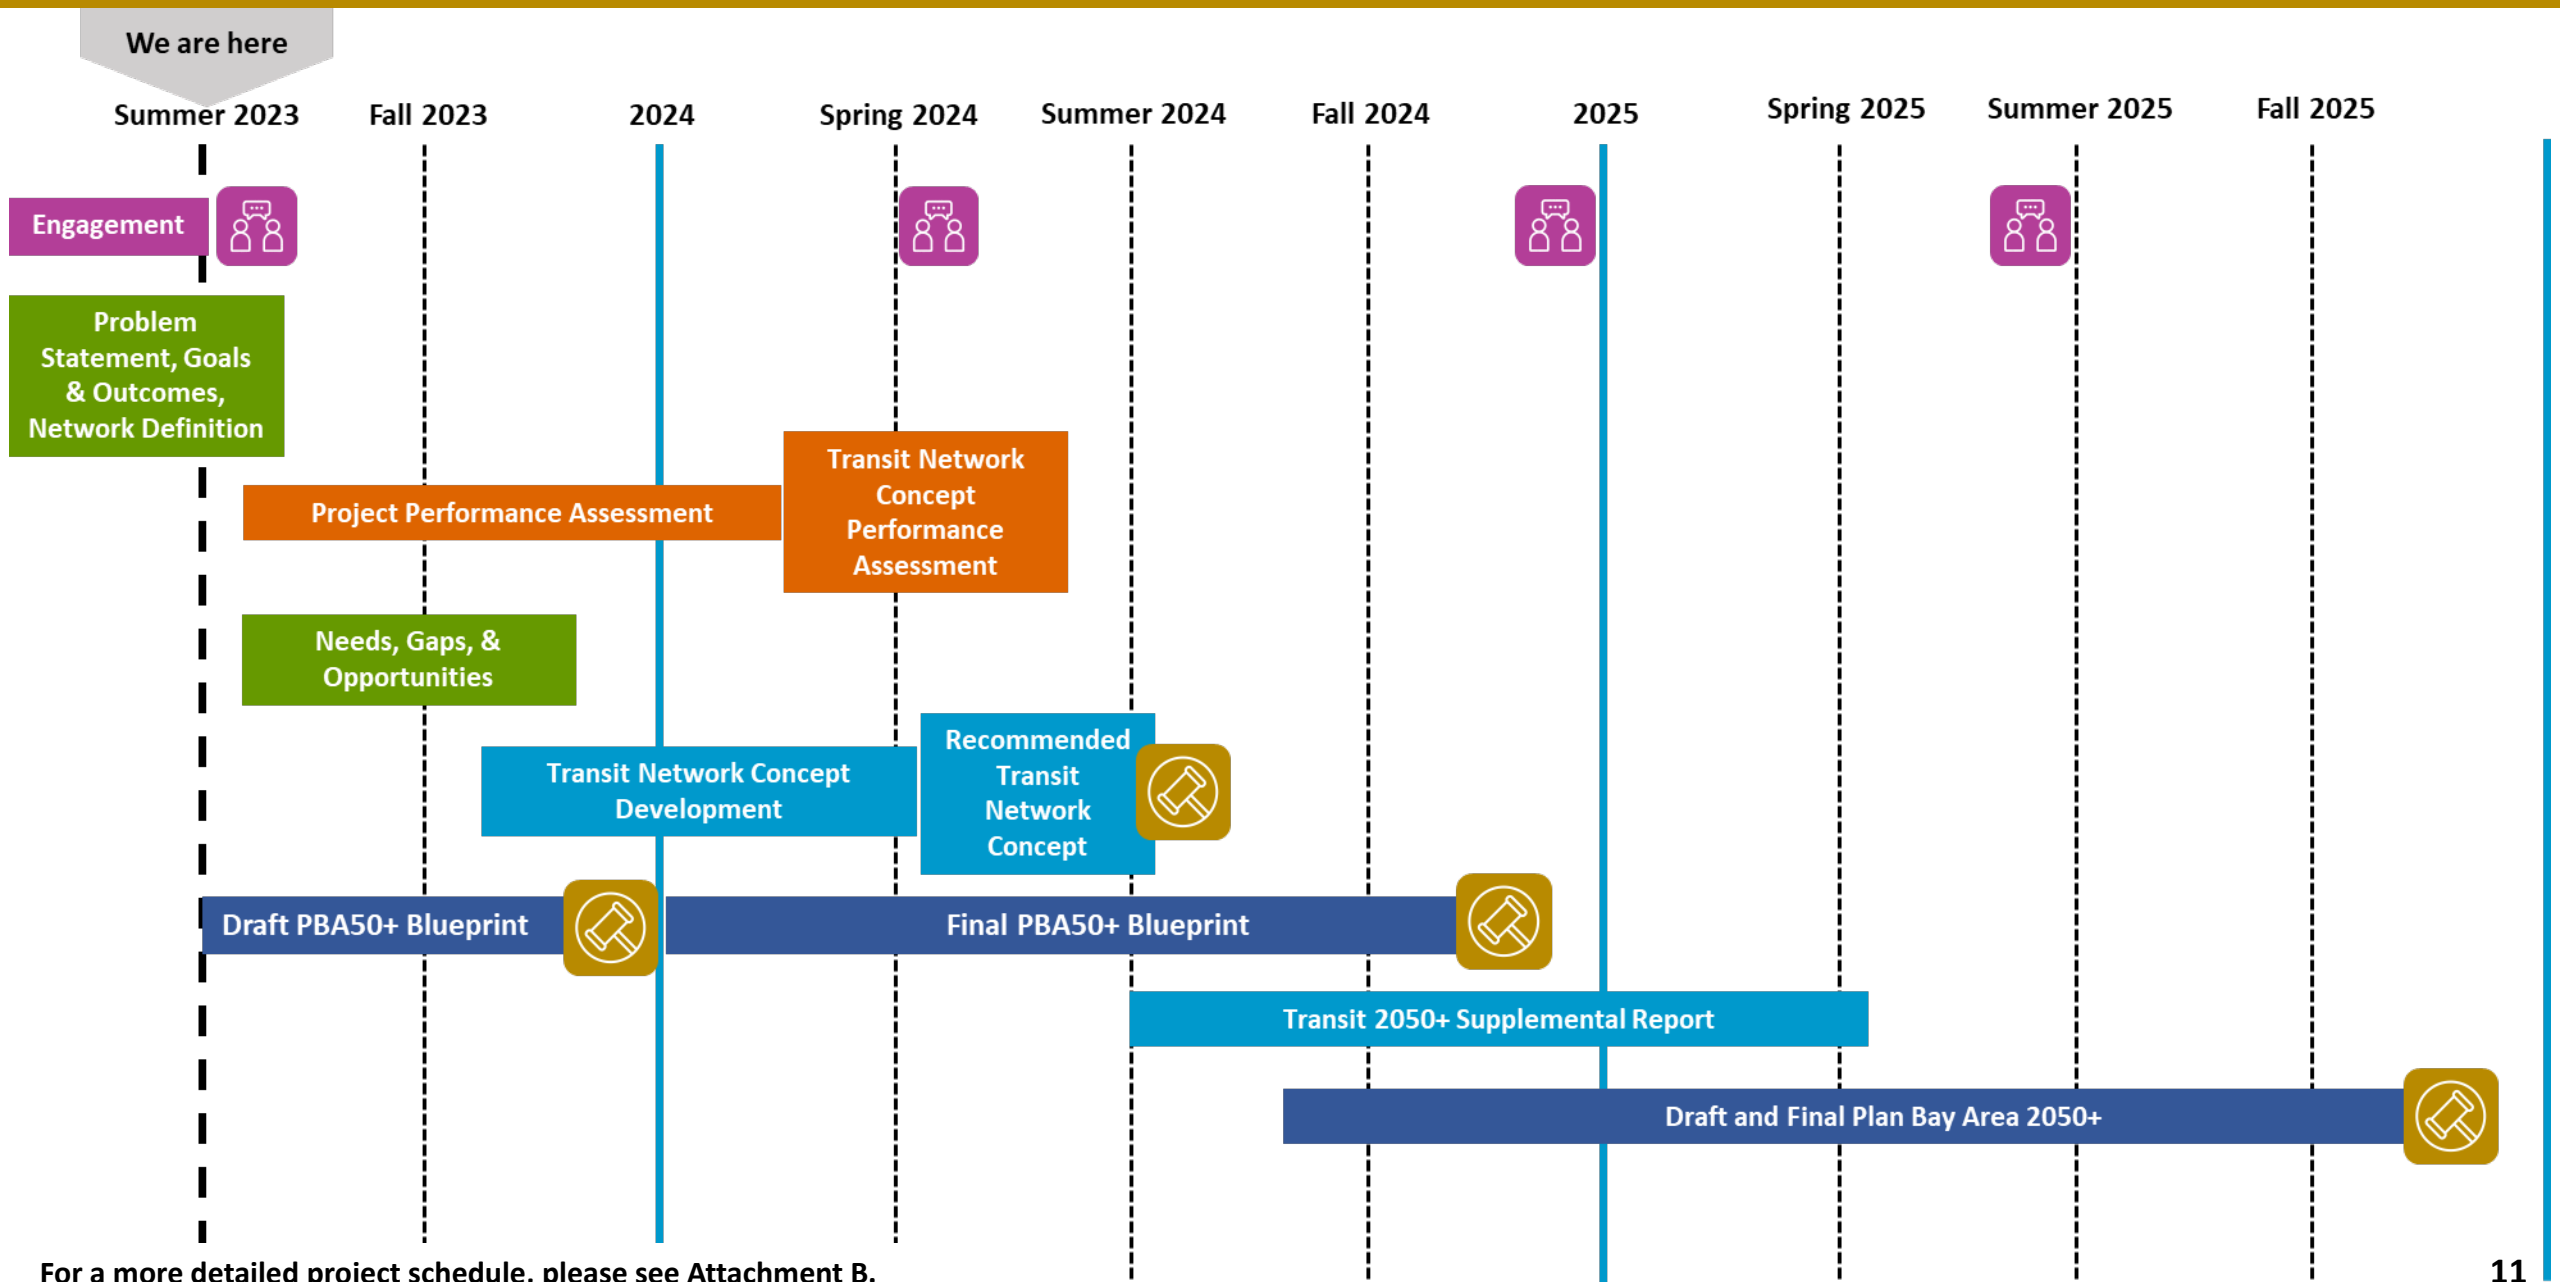 We are here
Summer 2023
Fall 2023
2024
Spring 2024
Summer 2024
Fall 2024
2025
Spring 2025
Summer 2025
Fall 2025
Engagement
Problem
Statement, Goals
& Outcomes,
Network Definition
Transit Network
Concept
Performance
Assessment
Project Performance Assessment
Needs, Gaps, &
Opportunities
Transit Network Concept
Development
Recommended
Transit
Network
Concept
Draft PBA50+ Blueprint
Final PBA50+ Blueprint
Transit 2050+ Supplemental Report
Draft and Final Plan Bay Area 2050+
For a more detailed project schedule, please see Attachment B.
11